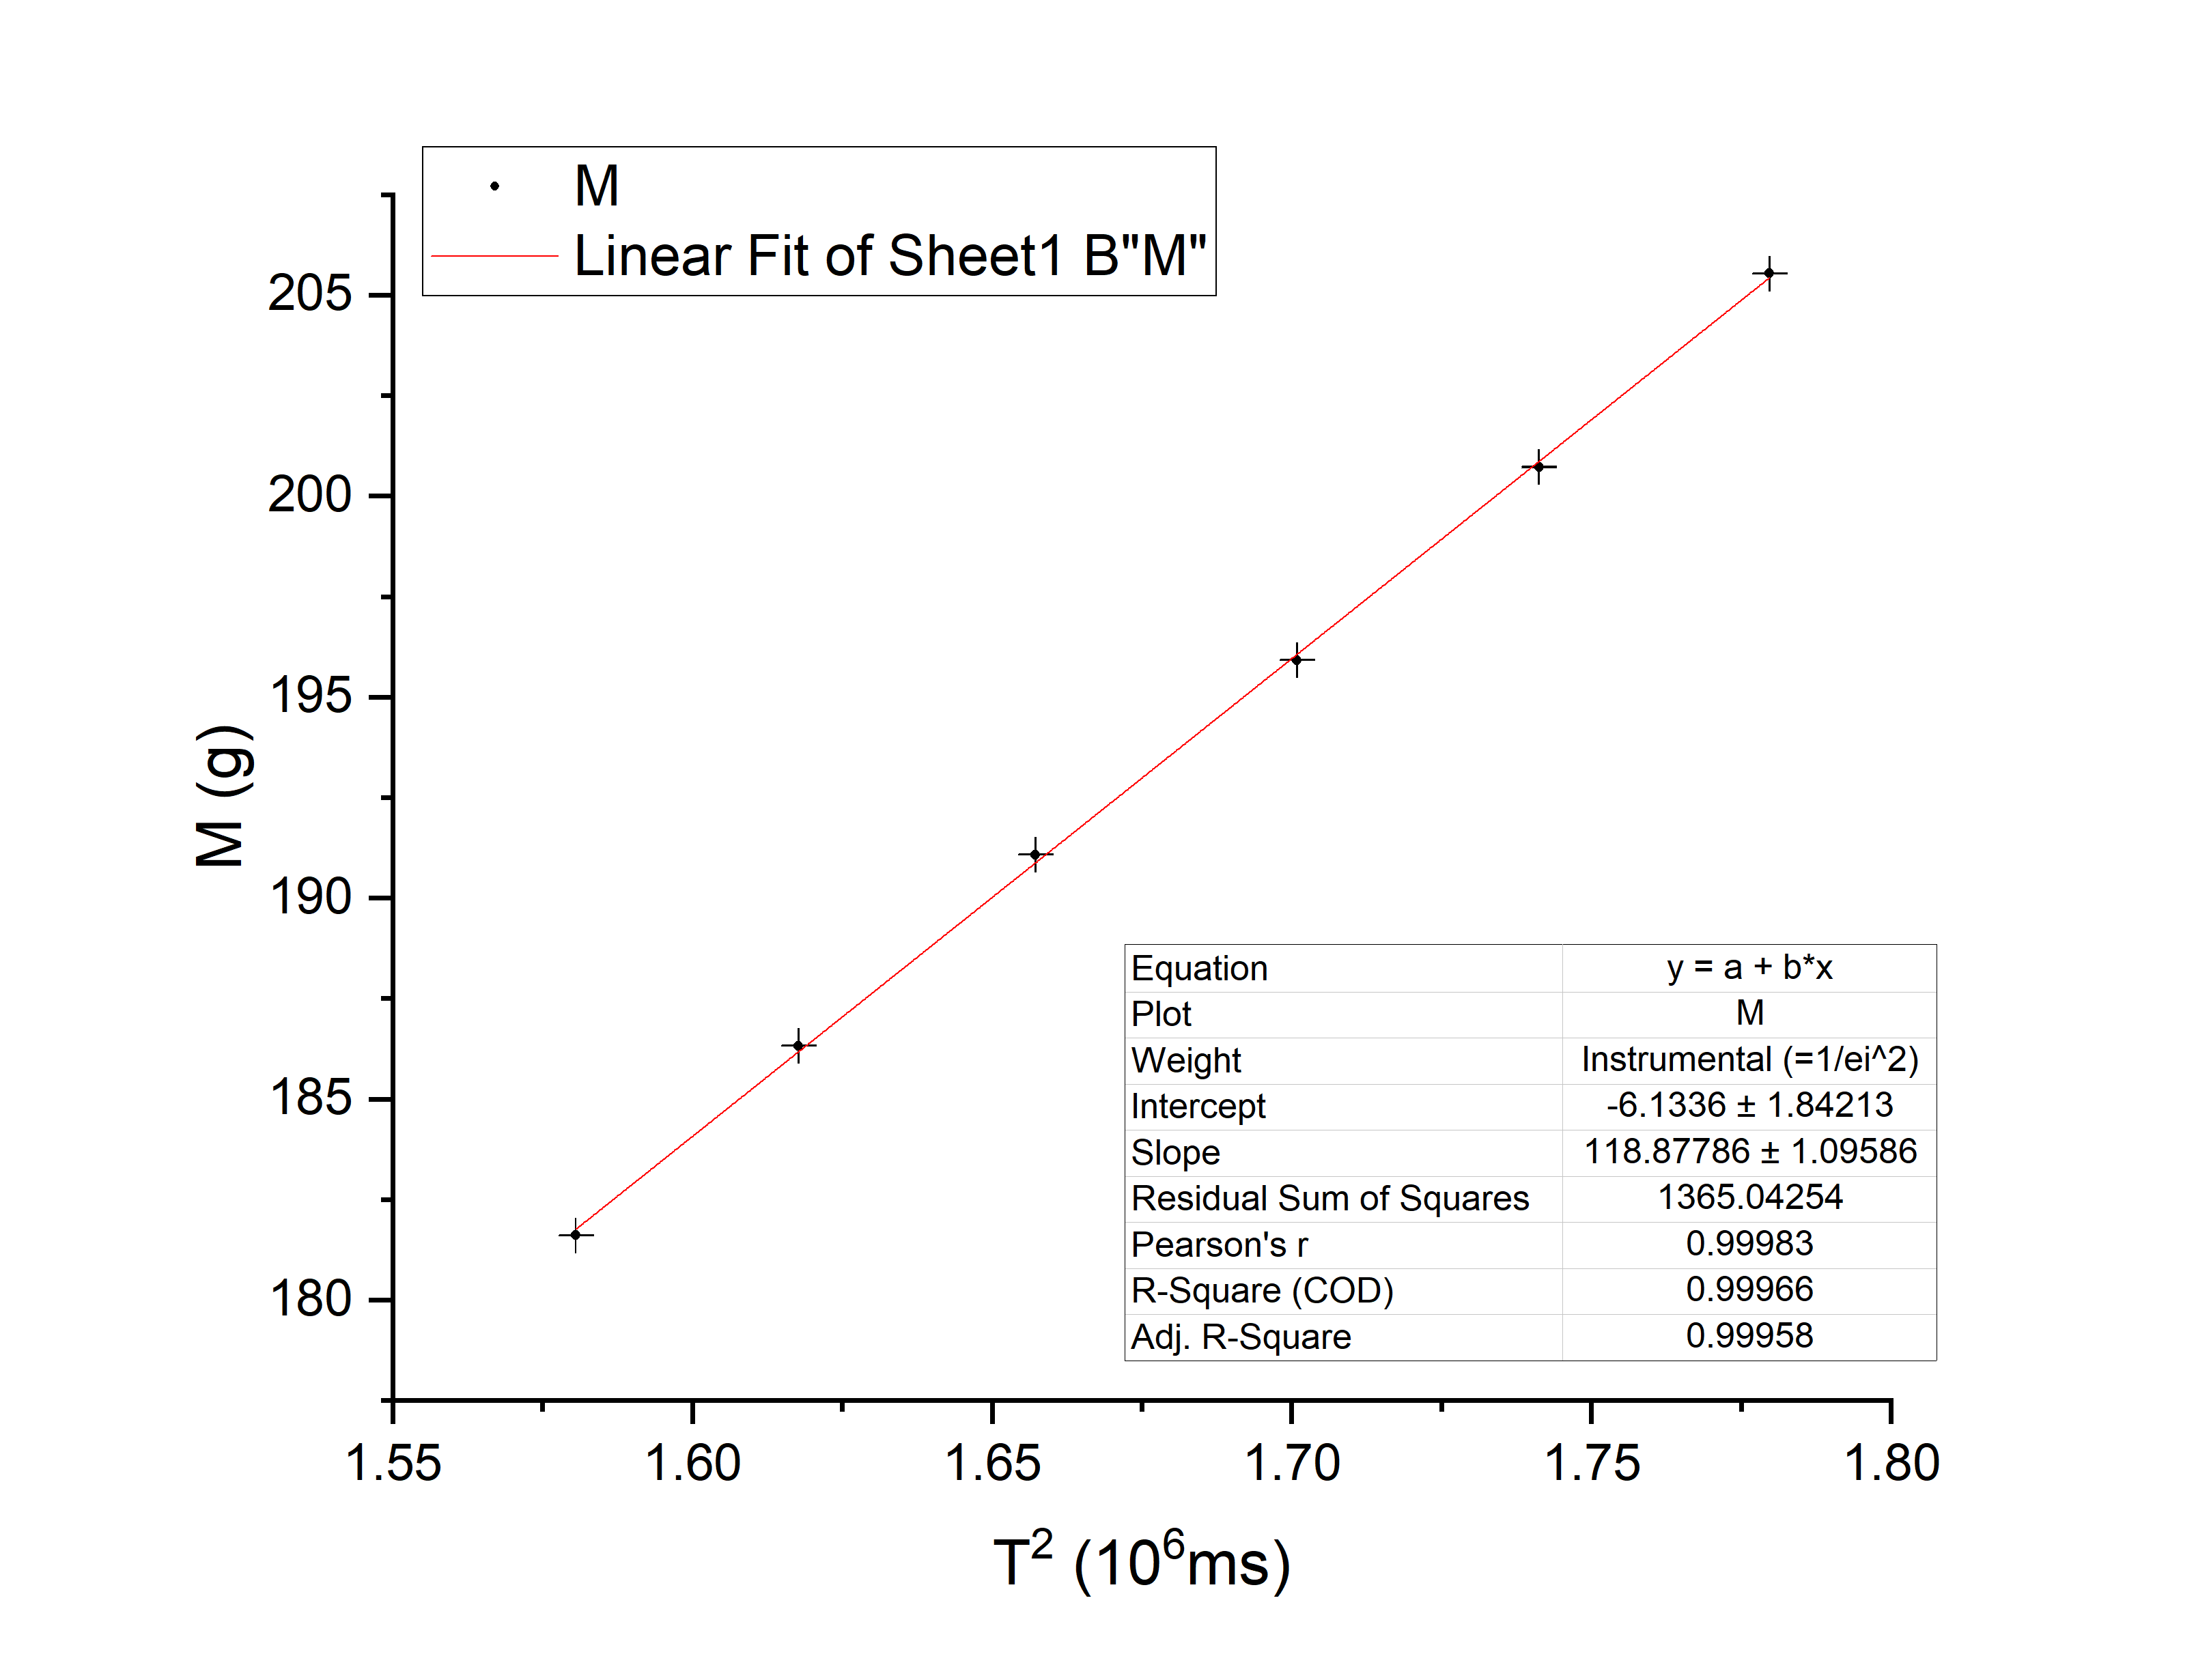 M
Linear Fit of Sheet1 B"M"
205
200
195
190
185
180
M (g)
Equation y = a + b*x
Plot M
Weight Instrumental (=1/ei^2)
Intercept -6.1336 ± 1.84213
Slope 118.87786 ± 1.09586
Residual Sum of Squares 1365.04254
Pearson's r 0.99983
R-Square (COD) 0.99966
Adj. R-Square 0.99958
1.55 1.60 1.65 1.70 1.75 1.80
T² (10⁶ms)